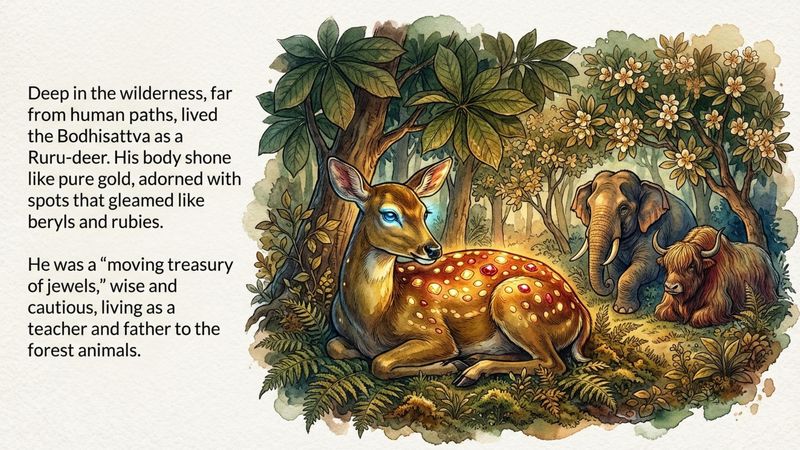 Deep in the wilderness, far
from human paths, lived
the Bodhisattva as a
Ruru-deer. His body shone
like pure gold, adorned with
spots that gleamed like
beryls and rubies.
He was a “moving treasury
of jewels,” wise and
cautious, living as a
teacher and father to the
forest animals.